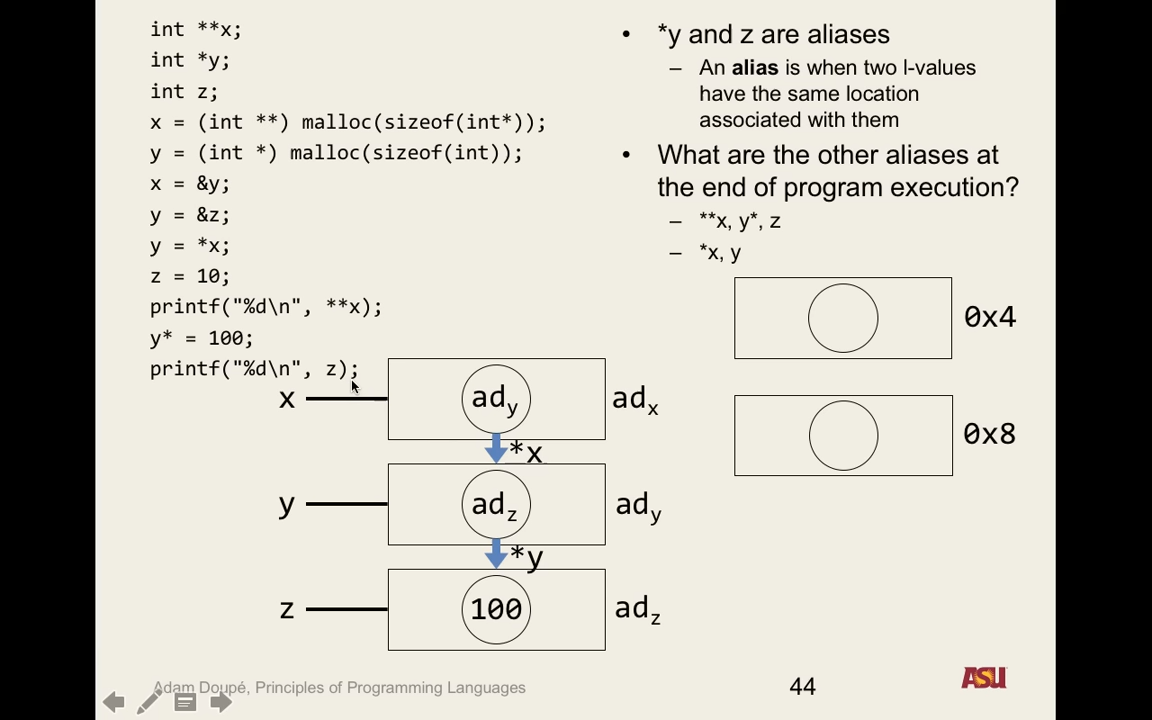 int **x;
int *y;
int z;
x = (int **) malloc(sizeof(int*));
y = (int *) malloc(sizeof(int));
x = &y;
y = &z;
y = *x;
z = 10;
printf("%d\n", **x);
y* = 100;
printf("%d\n", z);
• *y and z are aliases
– An alias is when two l-values
have the same location
associated with them
• What are the other aliases at
the end of program execution?
– **x, y*, z
– *x, y
0x4
0x8
x ady adx
*x
y adz ady
*y
z 100 adz
Adam Doupé, Principles of Programming Languages
44
ASU